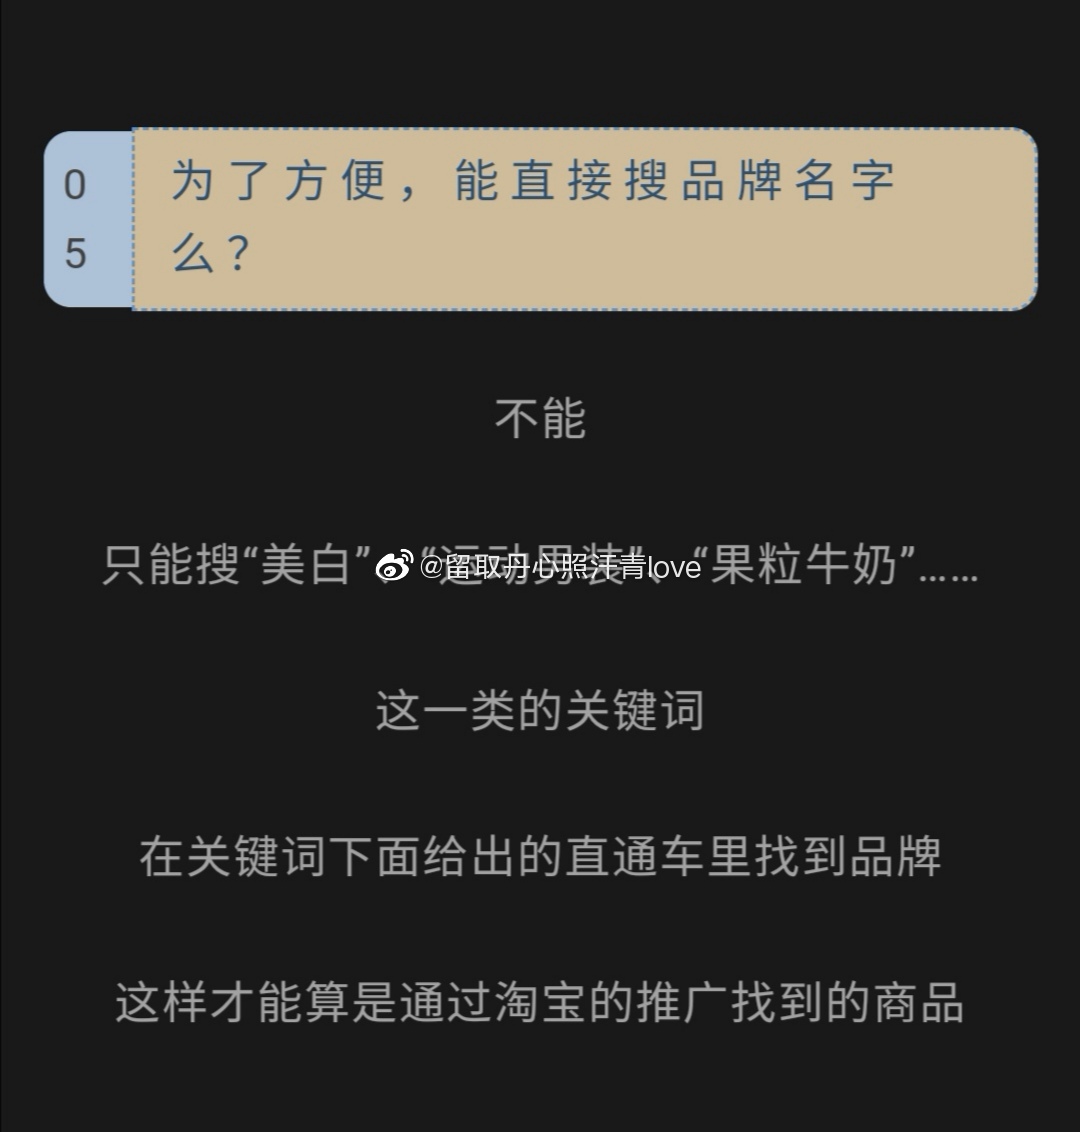 05
为了方便，能直接搜品牌名字
么？
不能
只能搜“美白”、“运动男装”、“果粒牛奶”……
@留取丹心照汗青love
这一类的关键词
在关键词下面给出的直通车里找到品牌
这样才能算是通过淘宝的推广找到的商品